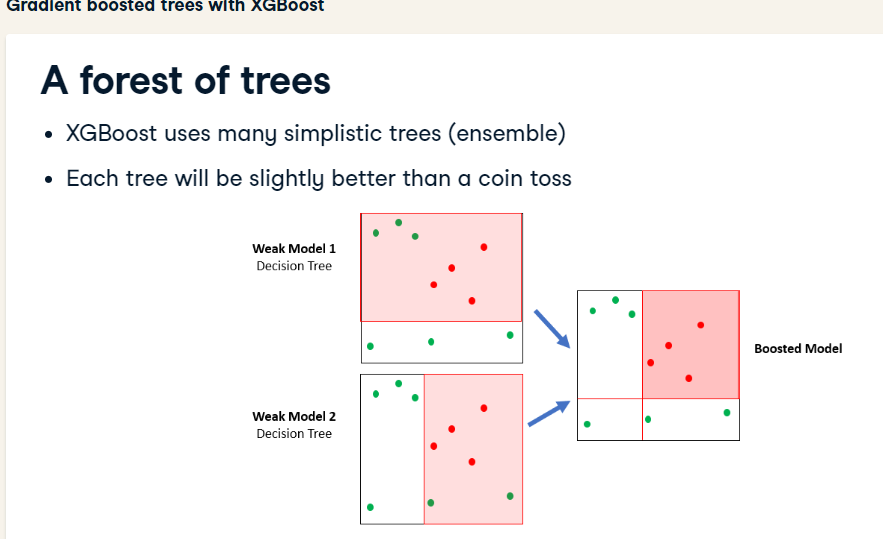 Gradient boosted trees with XGBoost
A forest of trees
• XGBoost uses many simplistic trees (ensemble)
• Each tree will be slightly better than a coin toss
Weak Model 1
Decision Tree
Boosted Model
Weak Model 2
Decision Tree